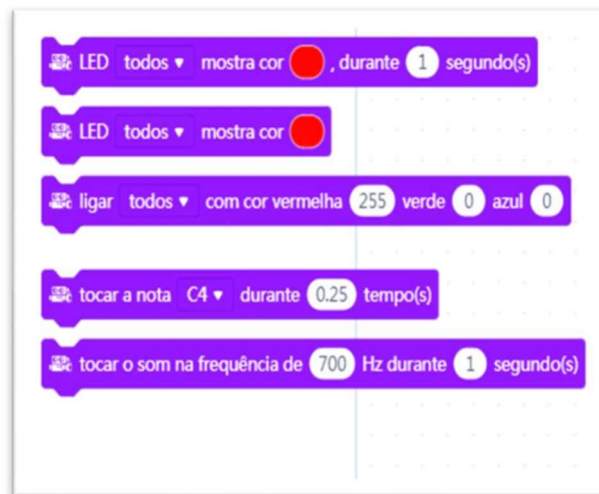 LED todos ▾ mostra cor , durante 1 segundo(s)
LED todos ▾ mostra cor
ligar todos ▾ com cor vermelha 255 verde 0 azul 0
tocar a nota C4 ▾ durante 0.25 tempo(s)
tocar o som na frequência de 700 Hz durante 1 segundo(s)